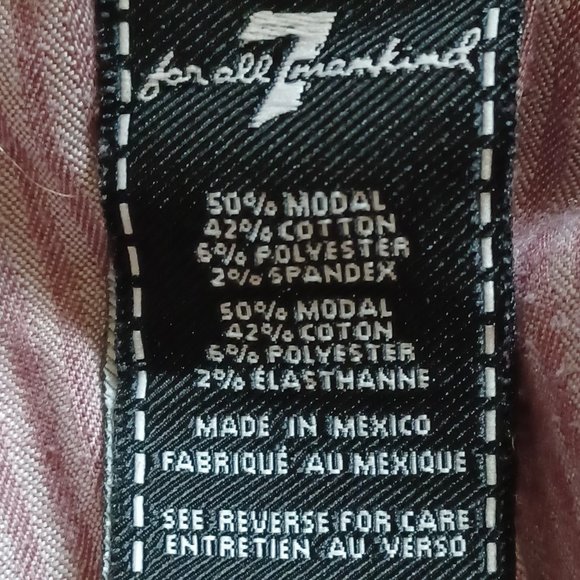 7
for all mankind
50% MODAL
42% COTTON
6% POLYESTER
2% SPANDEX
50% MODAL
42% COTON
6% POLYESTER
2% ÉLASTHANNE
MADE IN MEXICO
FABRIQUÉ AU MEXIQUE
SEE REVERSE FOR CARE
ENTRETIEN AU VERSO